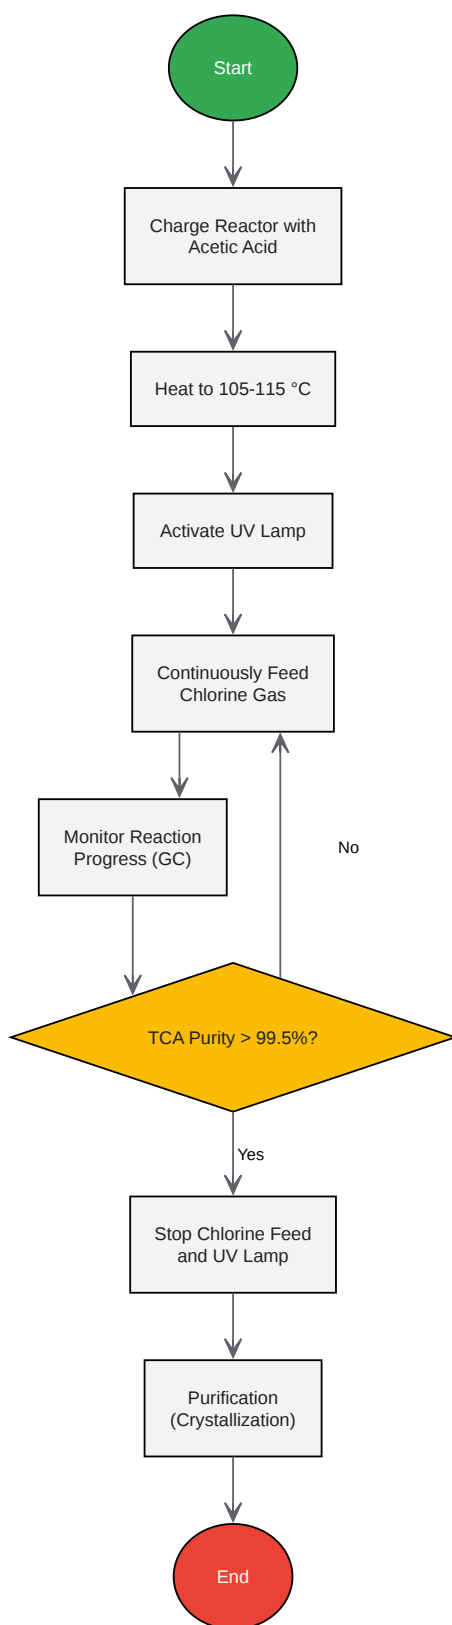 Start
Charge Reactor with
Acetic Acid
Heat to 105-115 °C
Activate UV Lamp
Continuously Feed
Chlorine Gas
Monitor Reaction
Progress (GC)
No
TCA Purity > 99.5%?
Yes
Stop Chlorine Feed
and UV Lamp
Purification
(Crystallization)
End